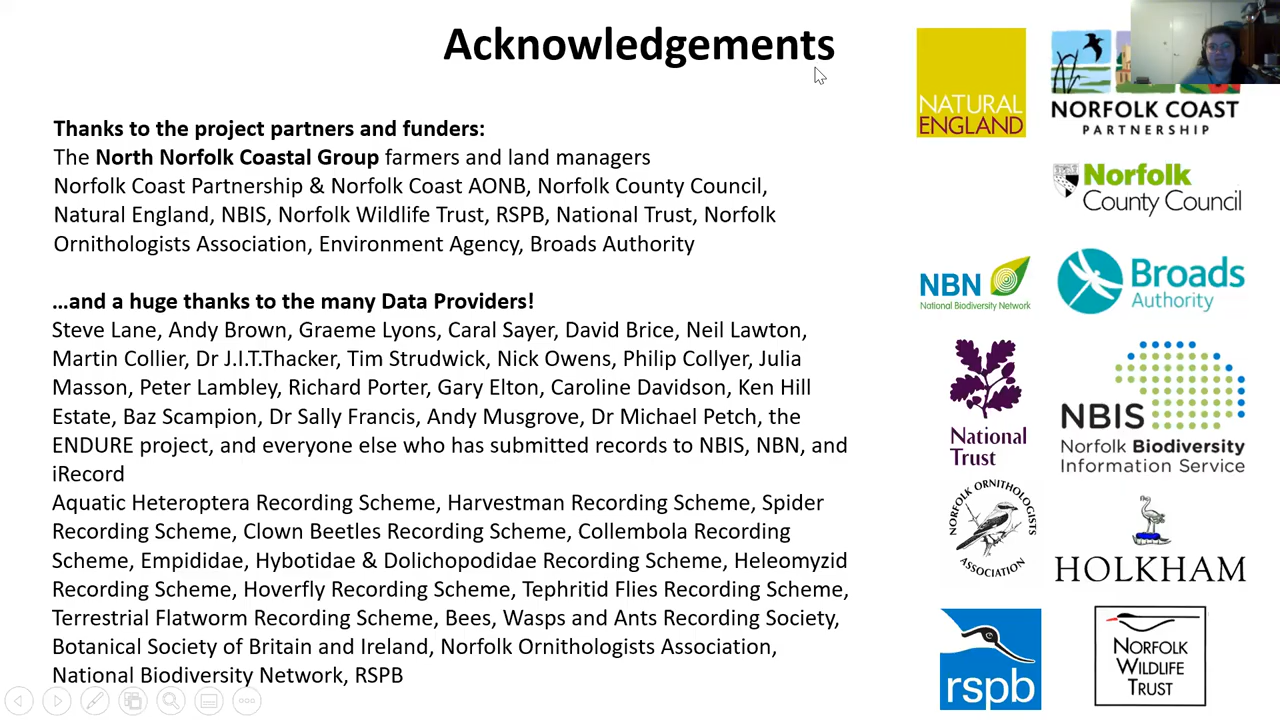 Acknowledgements
Thanks to the project partners and funders:
The North Norfolk Coastal Group farmers and land managers
Norfolk Coast Partnership & Norfolk Coast AONB, Norfolk County Council,
Natural England, NBIS, Norfolk Wildlife Trust, RSPB, National Trust, Norfolk
Ornithologists Association, Environment Agency, Broads Authority
…and a huge thanks to the many Data Providers!
Steve Lane, Andy Brown, Graeme Lyons, Caral Sayer, David Brice, Neil Lawton,
Martin Collier, Dr J.I.T.Thacker, Tim Strudwick, Nick Owens, Philip Collyer, Julia
Masson, Peter Lambley, Richard Porter, Gary Elton, Caroline Davidson, Ken Hill
Estate, Baz Scampion, Dr Sally Francis, Andy Musgrove, Dr Michael Petch, the
ENDURE project, and everyone else who has submitted records to NBIS, NBN, and
iRecord
Aquatic Heteroptera Recording Scheme, Harvestman Recording Scheme, Spider
Recording Scheme, Clown Beetles Recording Scheme, Collembola Recording
Scheme, Empididae, Hybotidae & Dolichopodidae Recording Scheme, Heleomyzid
Recording Scheme, Hoverfly Recording Scheme, Tephritid Flies Recording Scheme,
Terrestrial Flatworm Recording Scheme, Bees, Wasps and Ants Recording Society,
Botanical Society of Britain and Ireland, Norfolk Ornithologists Association,
National Biodiversity Network, RSPB
NATURAL
ENGLAND
NORFOLK COAST
PARTNERSHIP
Norfolk
County Council
NBN
National Biodiversity Network
Broads
Authority
National
Trust
NBIS
Norfolk Biodiversity
Information Service
NORFOLK ORNITHOLOGISTS
ASSOCIATION
HOLKHAM
rspb
NORFOLK
WILDLIFE
TRUST